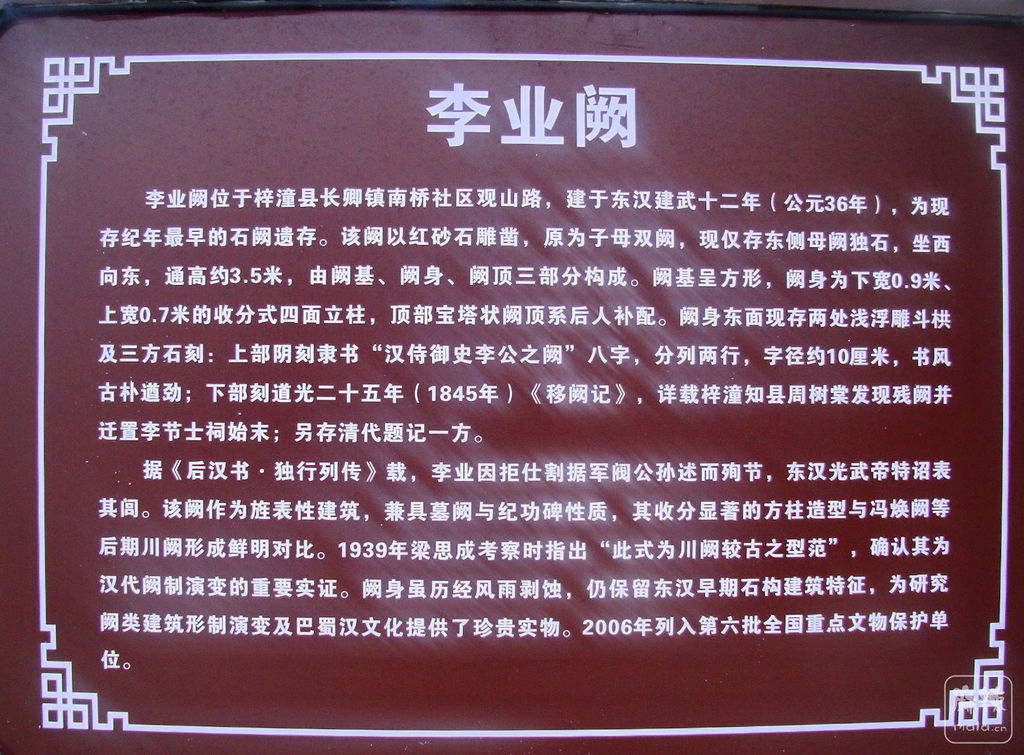 李业阙
李业阙位于梓潼县长卿镇南桥社区观山路，建于东汉建武十二年（公元36年），为现
存纪年最早的石阙遗存。该阙以红砂石雕凿，原为子母双阙，现仅存东侧母阙独石，坐西
向东，通高约3.5米，由阙基、阙身、阙顶三部分构成。阙基呈方形，阙身为下宽0.9米、
上宽0.7米的收分式四面立柱，顶部宝塔状阙顶系后人补配。阙身东面现存两处浅浮雕斗栱
及三方石刻：上部阴刻隶书“汉侍御史李公之阙”八字，分列两行，字径约10厘米，书风
古朴遒劲；下部刻道光二十五年（1845年）《移阙记》，详载梓潼知县周树棠发现残阙并
迁置李节士祠始末；另存清代题记一方。
据《后汉书·独行列传》载，李业因拒仕割据军阀公孙述而殉节，东汉光武帝特诏表
其闾。该阙作为旌表性建筑，兼具墓阙与纪功碑性质，其收分显著的方柱造型与冯焕阙等
后期川阙形成鲜明对比。1939年梁思成考察时指出“此式为川阙较古之型范”，确认其为
汉代阙制演变的重要实证。阙身虽历经风雨剥蚀，仍保留东汉早期石构建筑特征，为研究
阙类建筑形制演变及巴蜀汉文化提供了珍贵实物。2006年列入第六批全国重点文物保护单
位。